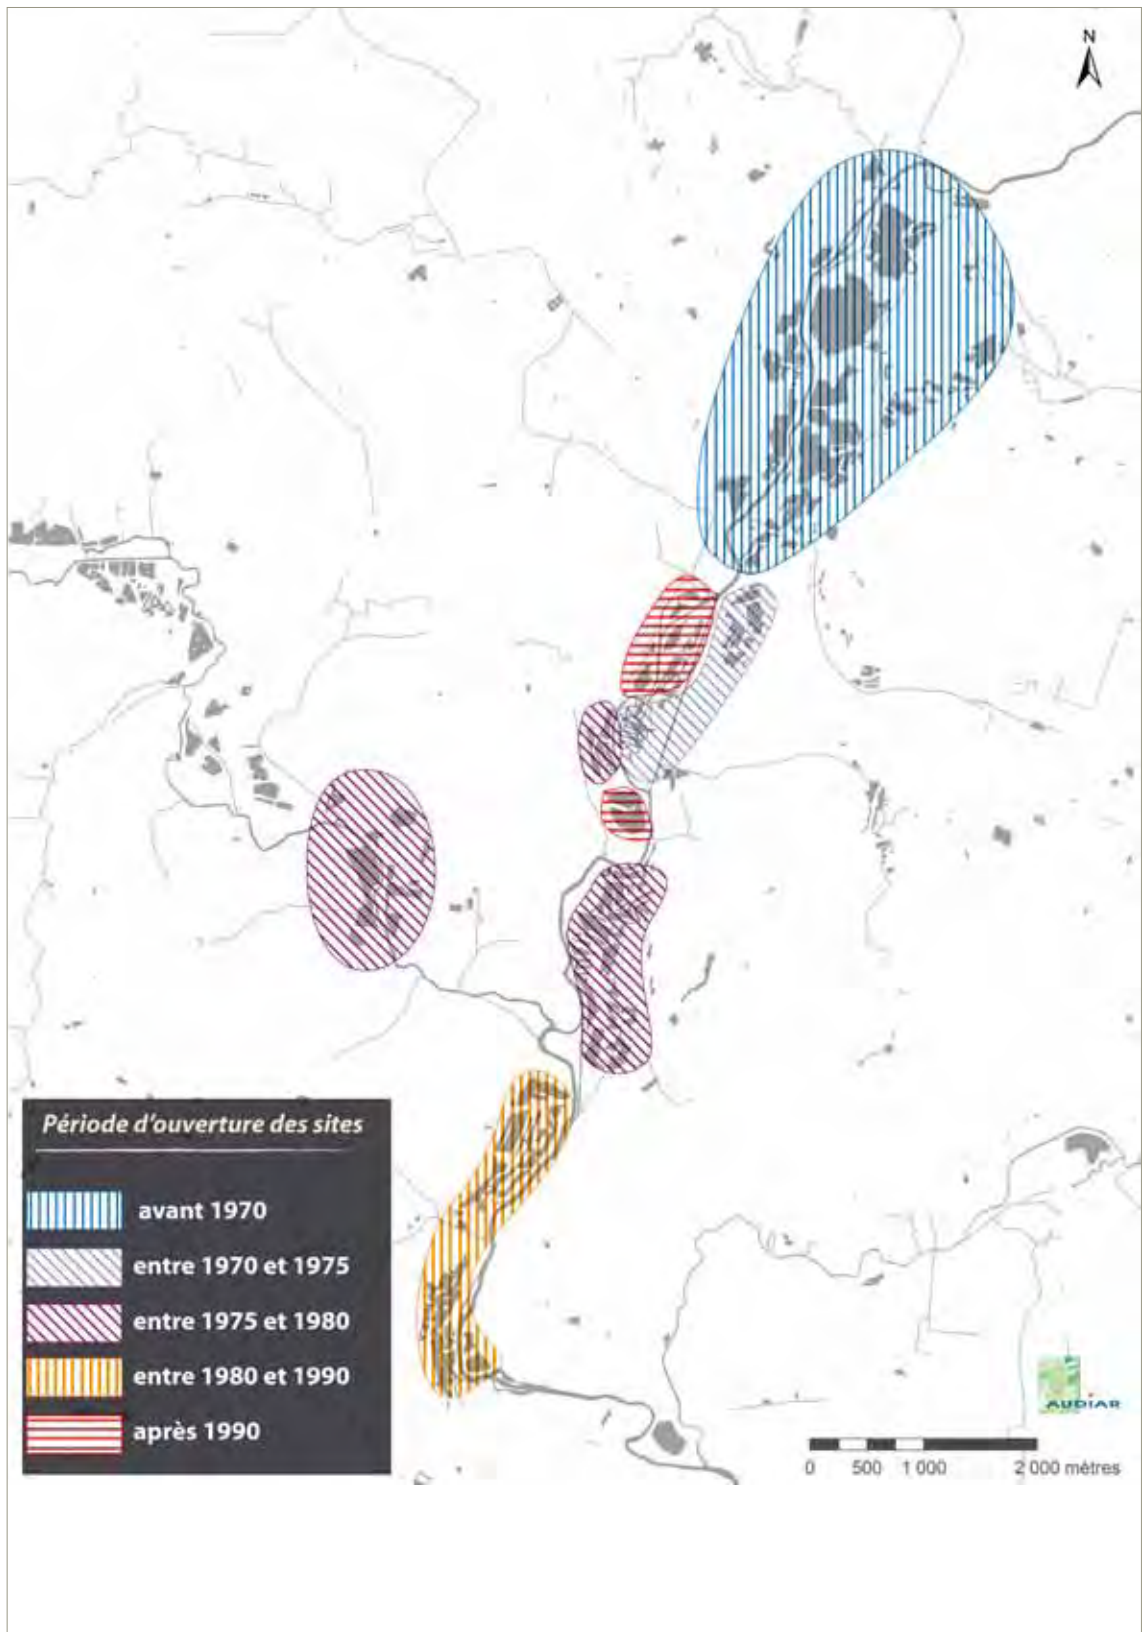 N
Période d'ouverture des sites
avant 1970
entre 1970 et 1975
entre 1975 et 1980
entre 1980 et 1990
après 1990
AUDIAR
0 500 1 000 2 000 mètres